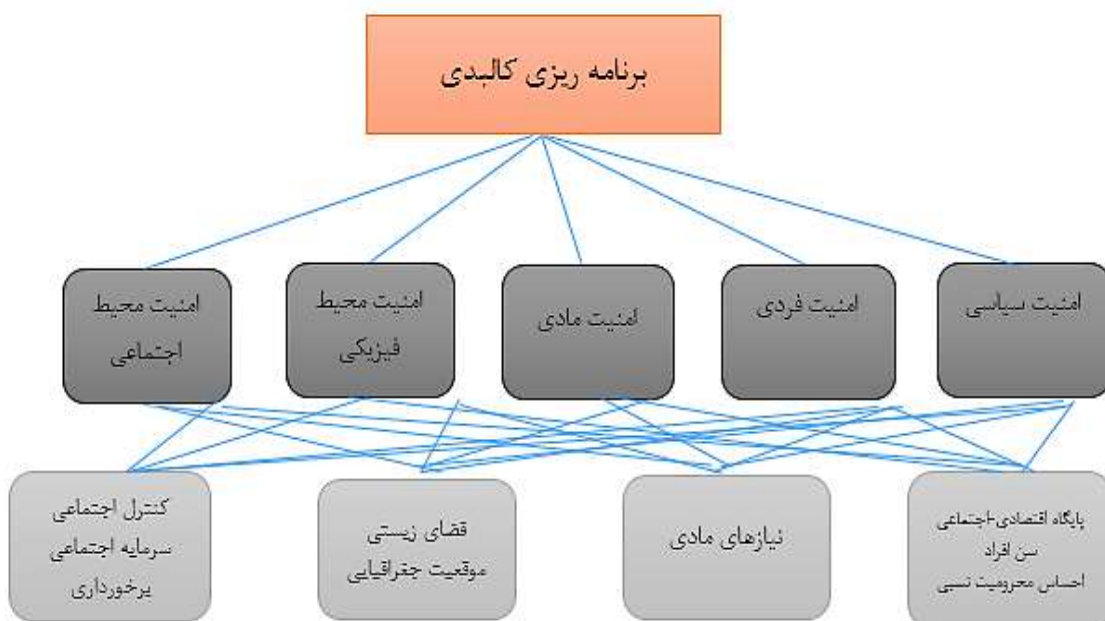 برنامه ریزی کالبدی
امنیت سیاسی
امنیت فردی
امنیت مادی
امنیت محیط
فیزیکی
امنیت محیط
اجتماعی
پایگاه اقتصادی-اجتماعی
سن افراد
احساس محرومیت نسبی
نیازهای مادی
فضای زیستی
موقعیت جغرافیایی
کنترل اجتماعی
سرمایه اجتماعی
برخورداری